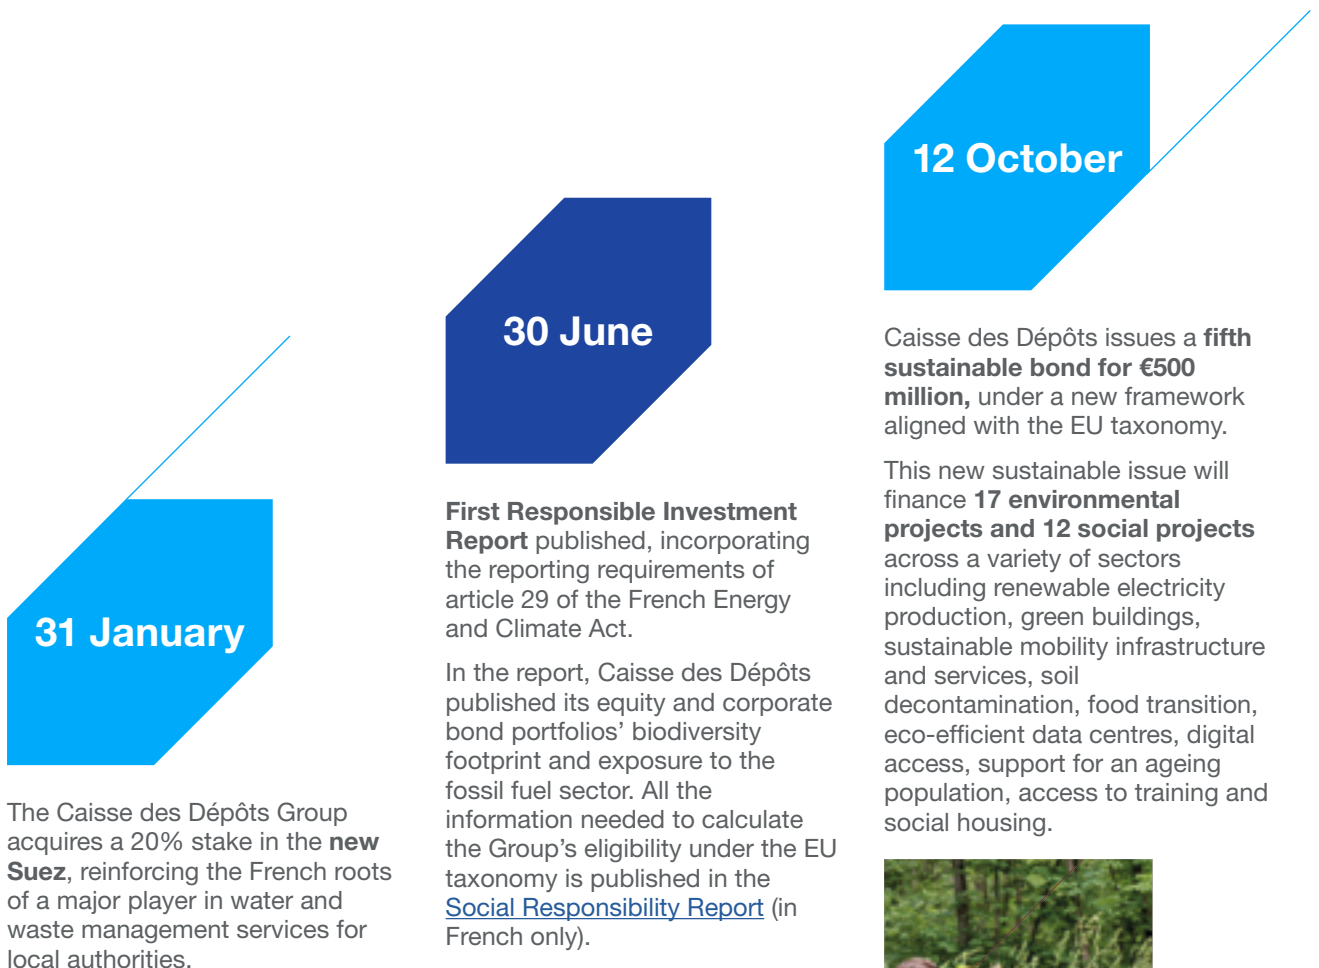 31 January
The Caisse des Dépôts Group
acquires a 20% stake in the new
Suez, reinforcing the French roots
of a major player in water and
waste management services for
local authorities.
30 June
First Responsible Investment
Report published, incorporating
the reporting requirements of
article 29 of the French Energy
and Climate Act.
In the report, Caisse des Dépôts
published its equity and corporate
bond portfolios’ biodiversity
footprint and exposure to the
fossil fuel sector. All the
information needed to calculate
the Group’s eligibility under the EU
taxonomy is published in the
Social Responsibility Report (in
French only).
12 October
Caisse des Dépôts issues a fifth
sustainable bond for €500
million, under a new framework
aligned with the EU taxonomy.
This new sustainable issue will
finance 17 environmental
projects and 12 social projects
across a variety of sectors
including renewable electricity
production, green buildings,
sustainable mobility infrastructure
and services, soil
decontamination, food transition,
eco-efficient data centres, digital
access, support for an ageing
population, access to training and
social housing.